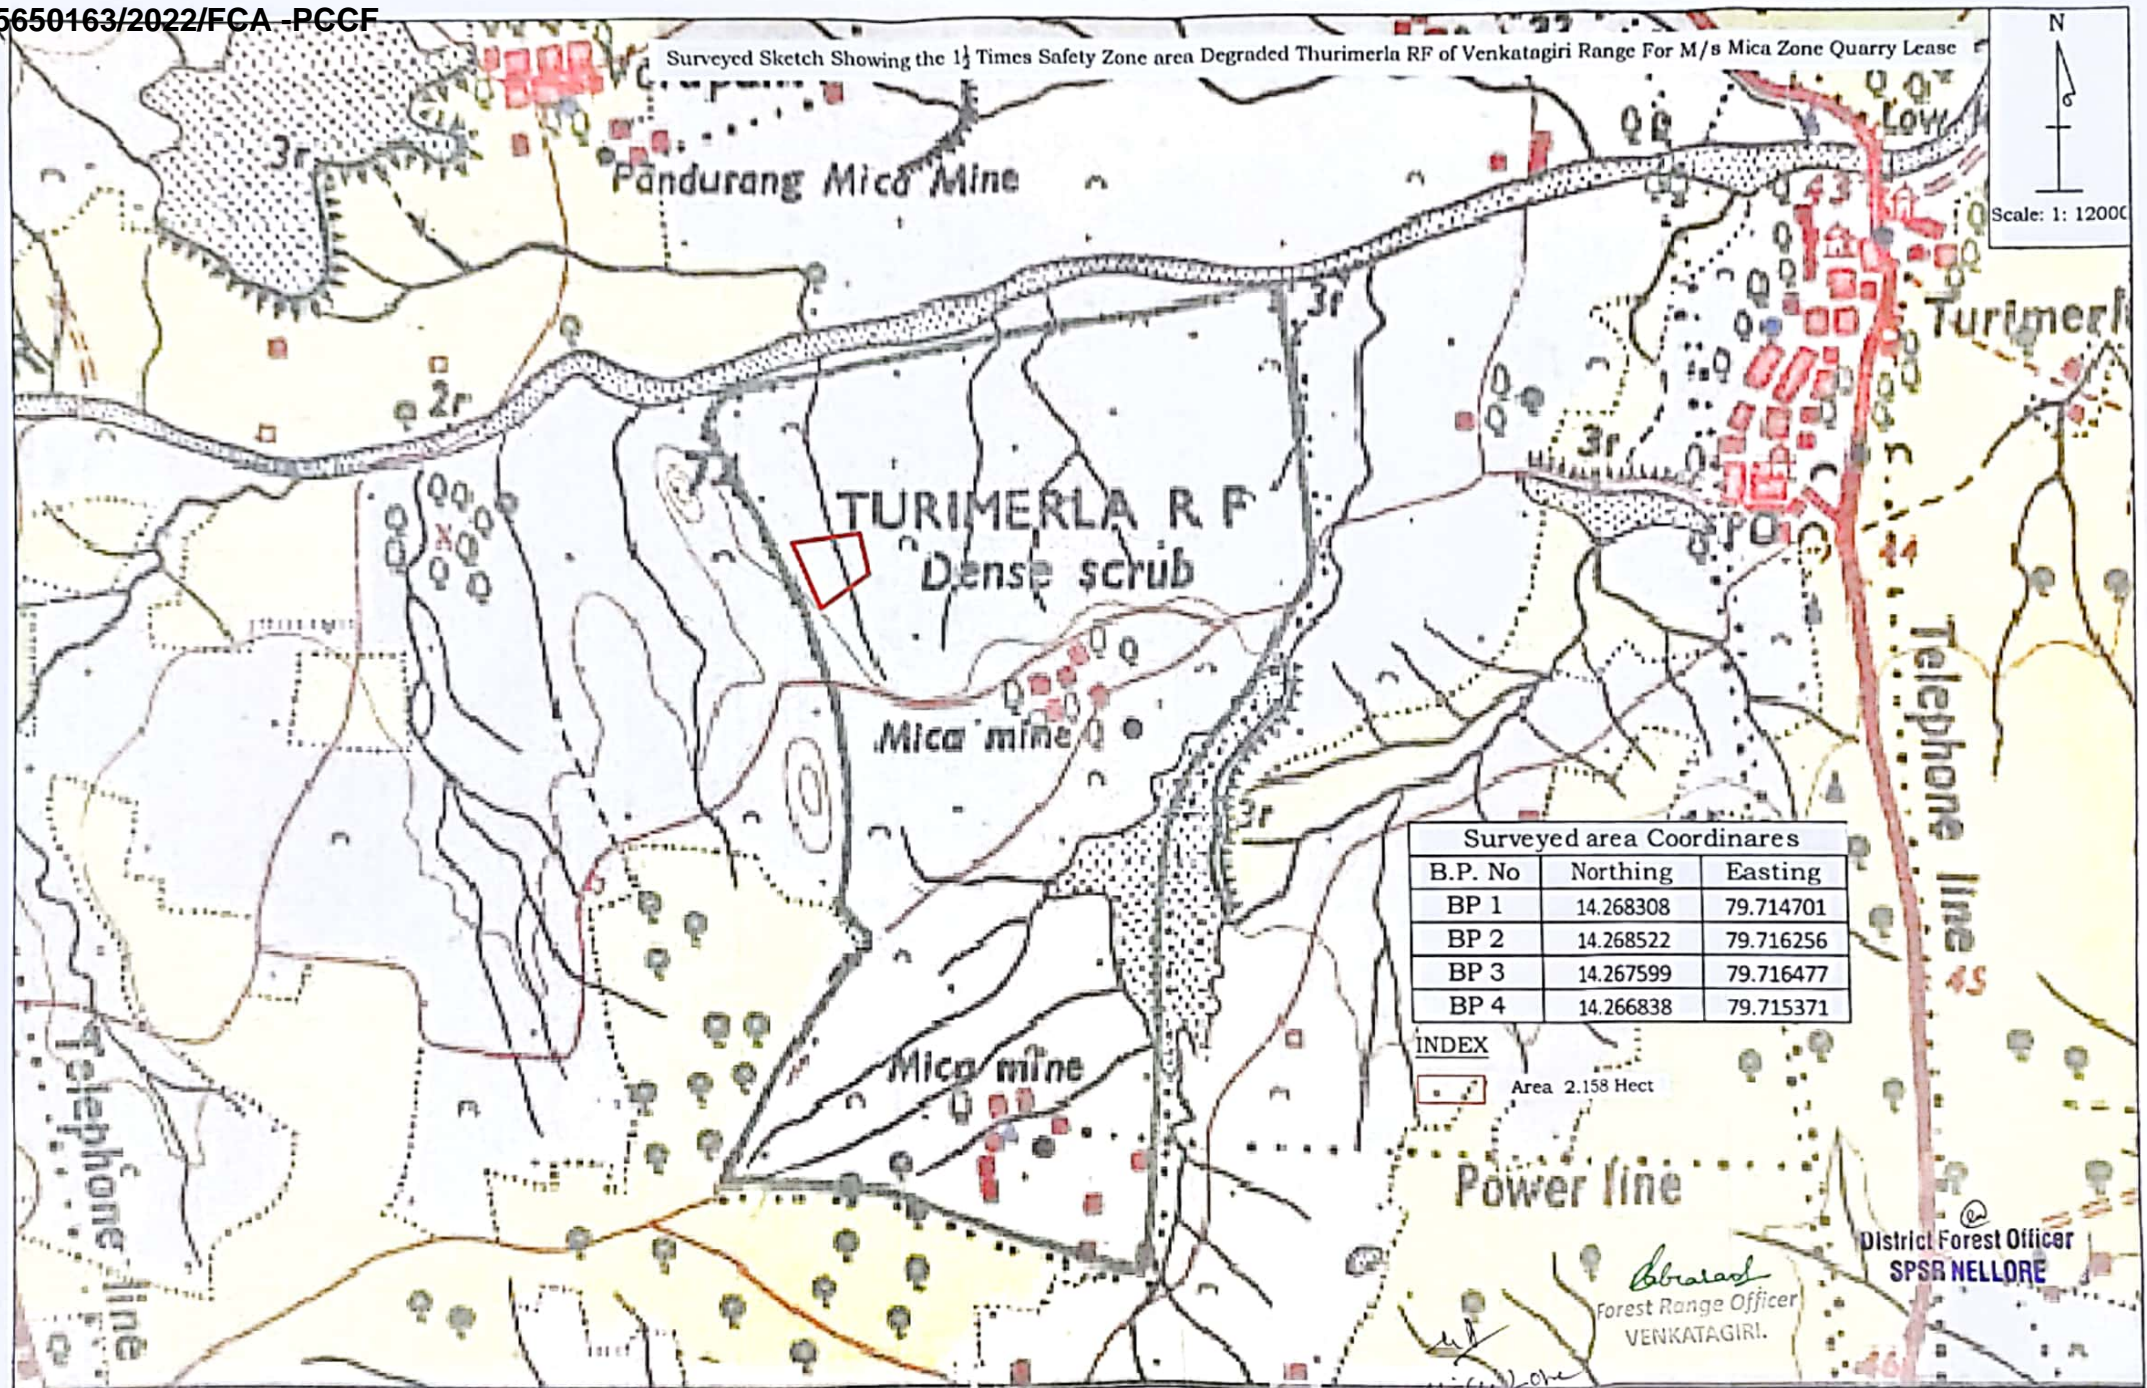 5650163/2022/FCA -PCCF
Surveyed Sketch Showing the 1½ Times Safety Zone area Degraded Thurimerla RF of Venkatagiri Range For M/s Mica Zone Quarry Lease
N
Scale: 1: 1200
Low
3r
Pandurang Mica Mine
43
3r
Turimerl
2r
3r
TURIMERLA R F
Dense scrub
PO
44
Telephone line
Mica mine
3r
Surveyed area Coordinares
B.P. No Northing Easting
BP 1 14.268308 79.714701
BP 2 14.268522 79.716256
BP 3 14.267599 79.716477
BP 4 14.266838 79.715371
45
INDEX
Area 2.158 Hect
Mica mine
Telephone line
Power line
District Forest Officer
SPSR NELLORE
Forest Range Officer
VENKATAGIRI.
46